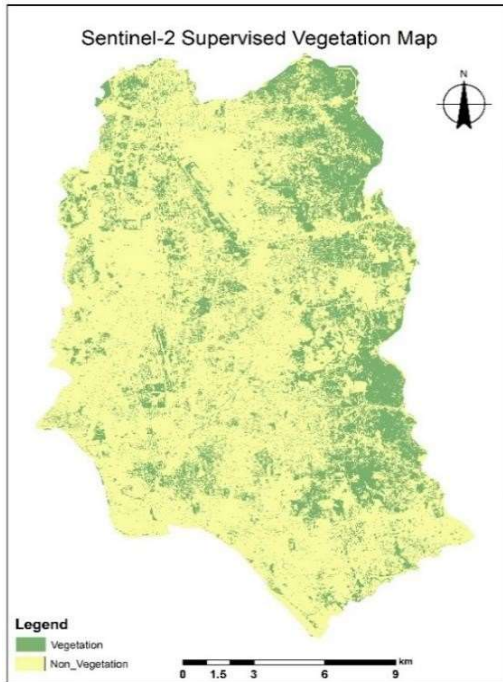 Sentinel-2 Supervised Vegetation Map
N
Legend
Vegetation
Non_Vegetation
km
0 1.5 3 6 9